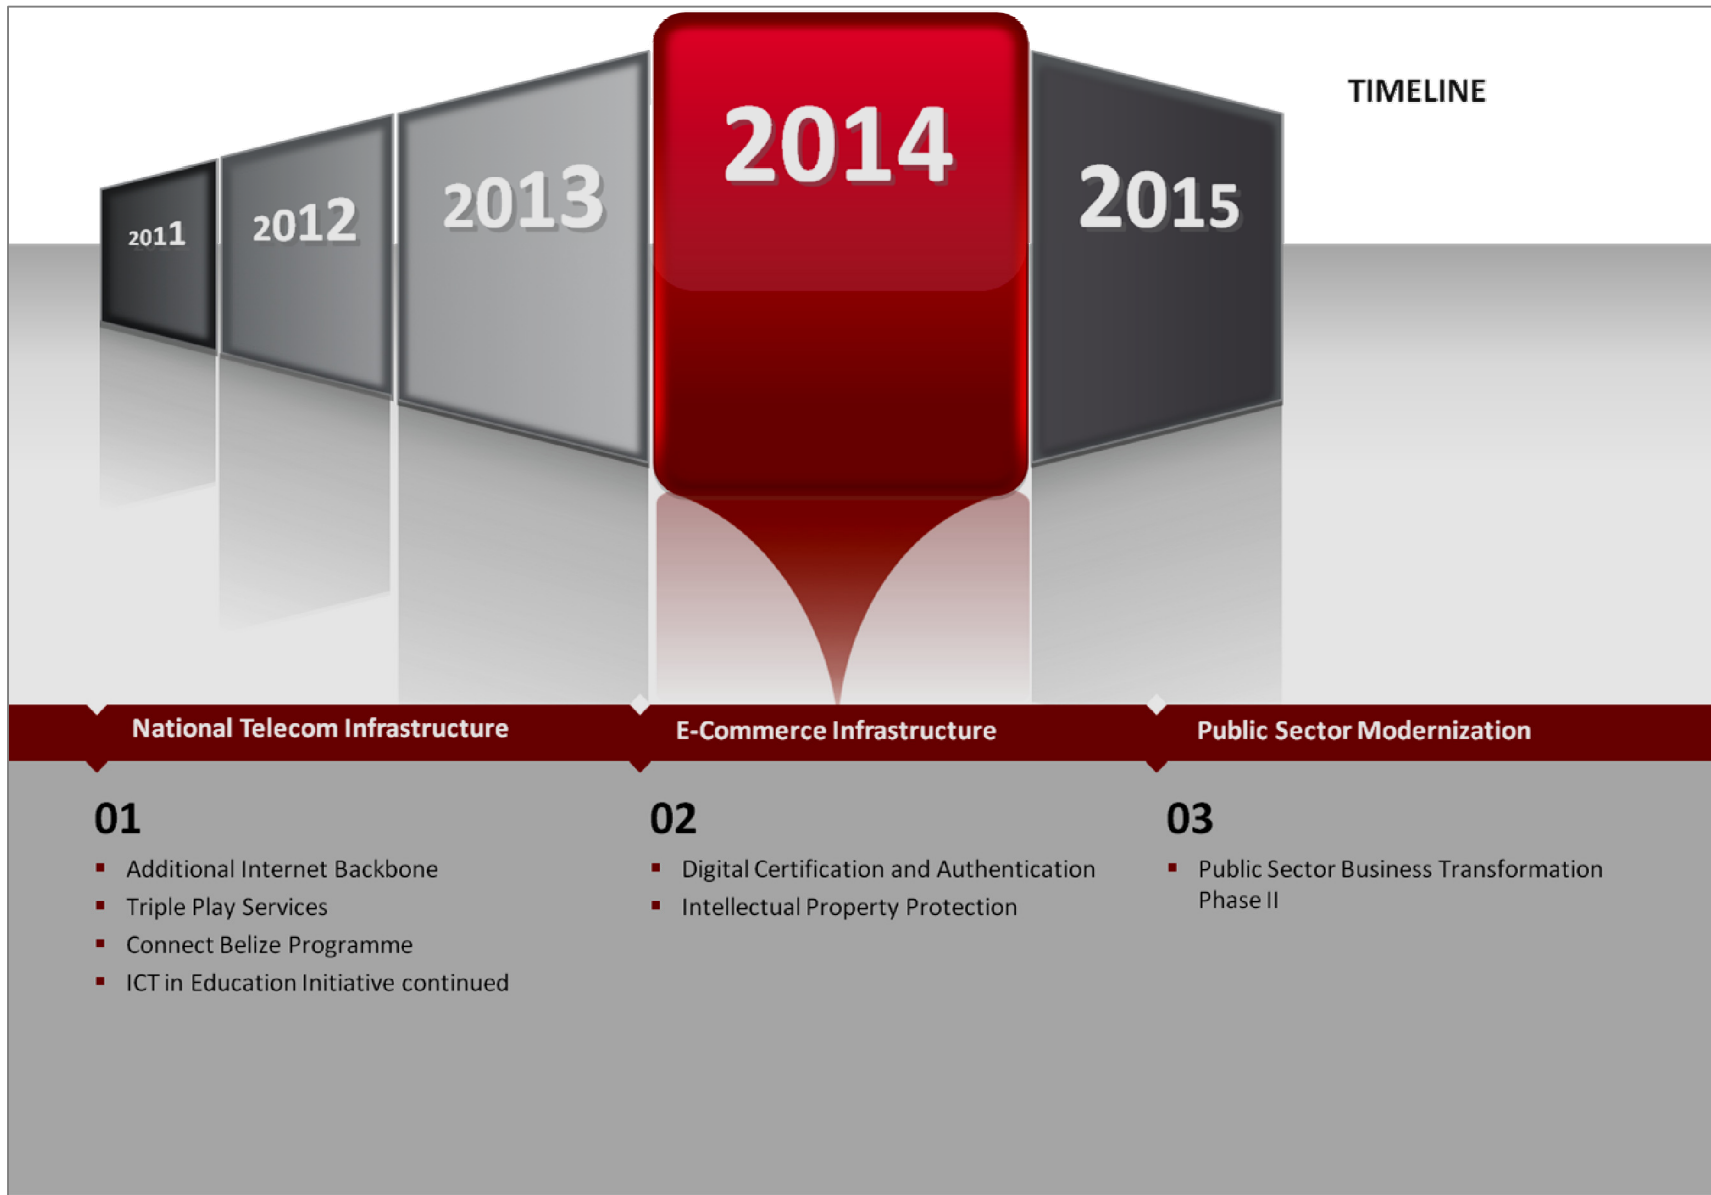 TIMELINE
2011
2012
2013
2014
2015
National Telecom Infrastructure
E-Commerce Infrastructure
Public Sector Modernization
01
Additional Internet Backbone
Triple Play Services
Connect Belize Programme
ICT in Education Initiative continued
02
Digital Certification and Authentication
Intellectual Property Protection
03
Public Sector Business Transformation
Phase II